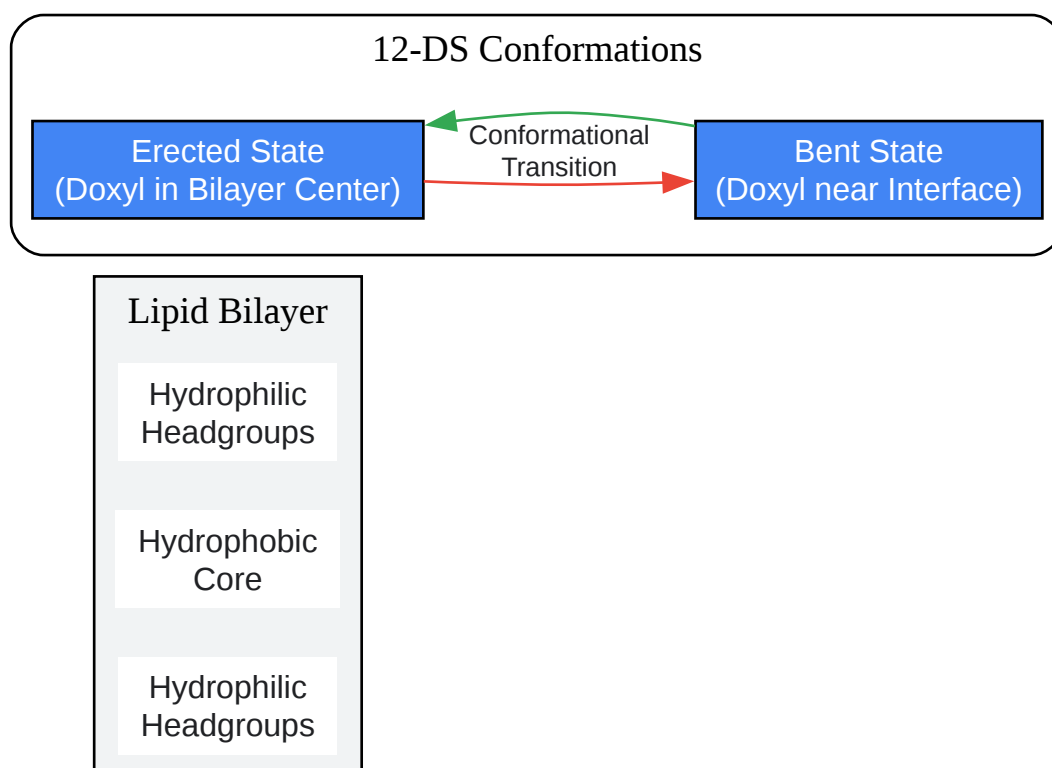 12-DS Conformations
Erected State
(Doxyl in Bilayer Center)
Conformational
Transition
Bent State
(Doxyl near Interface)
Lipid Bilayer
Hydrophilic
Headgroups
Hydrophobic
Core
Hydrophilic
Headgroups